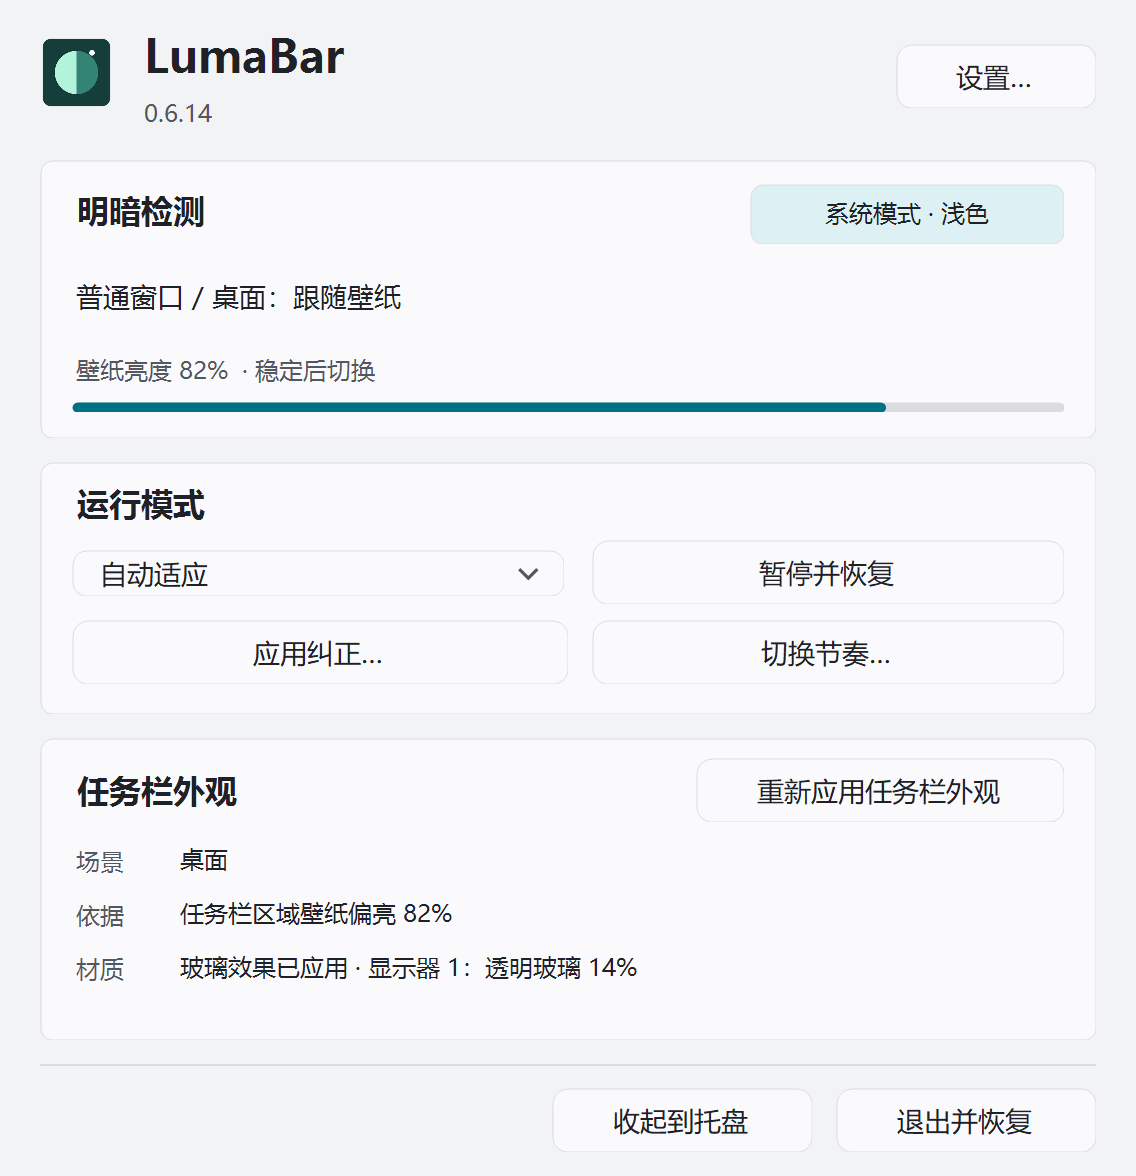 LumaBar
0.6.14
设置...
明暗检测
系统模式 · 浅色
普通窗口 / 桌面：跟随壁纸
壁纸亮度 82% · 稳定后切换
运行模式
自动适应
暂停并恢复
应用纠正...
切换节奏...
任务栏外观
重新应用任务栏外观
场景 桌面
依据 任务栏区域壁纸偏亮 82%
材质 玻璃效果已应用 · 显示器 1：透明玻璃 14%
收起到托盘
退出并恢复